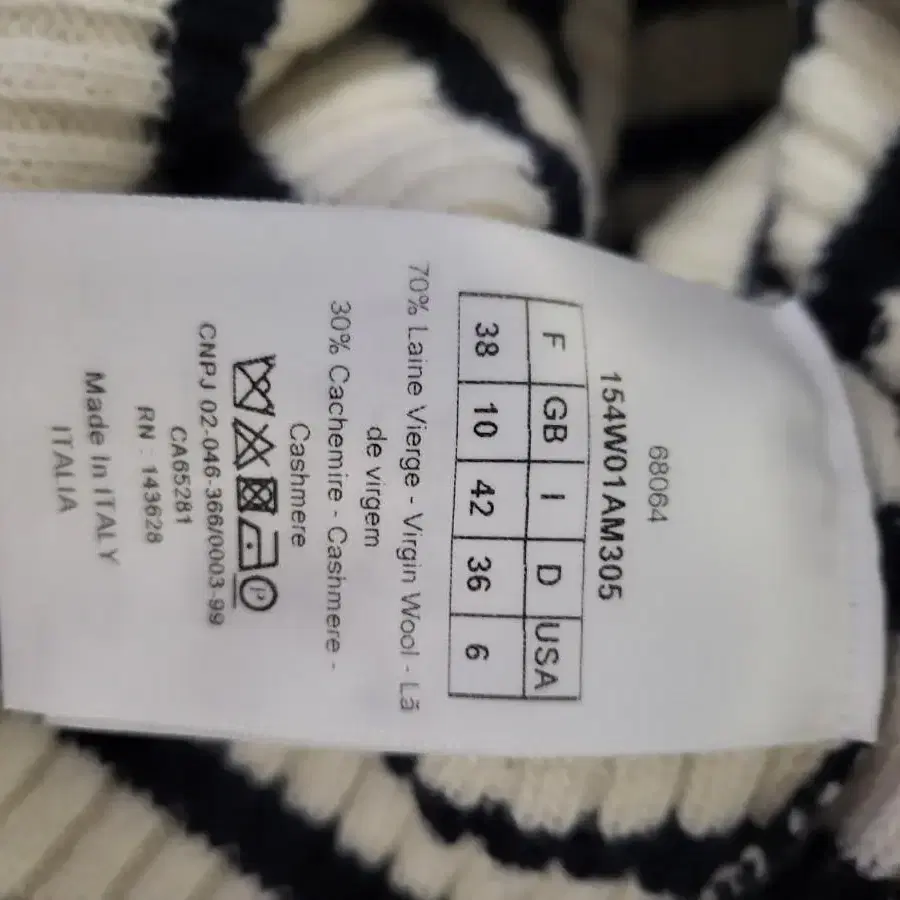 68064
154W01AM305
F GB I D USA
38 10 42 36 6
70% Laine Vierge - Virgin Wool - Lã
de virgem
30% Cachemire - Cashmere -
Cashmere
P
CNPJ 02-046-366/0003-99
CA65281
RN - 143628
Made In ITALY
ITALIA